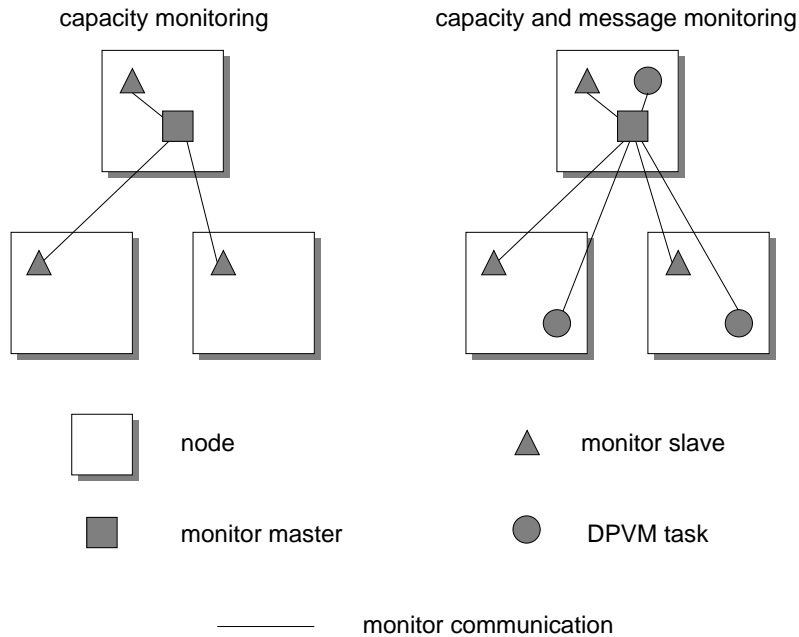 capacity monitoring
capacity and message monitoring
node
monitor slave
monitor master
DPVM task
monitor communication